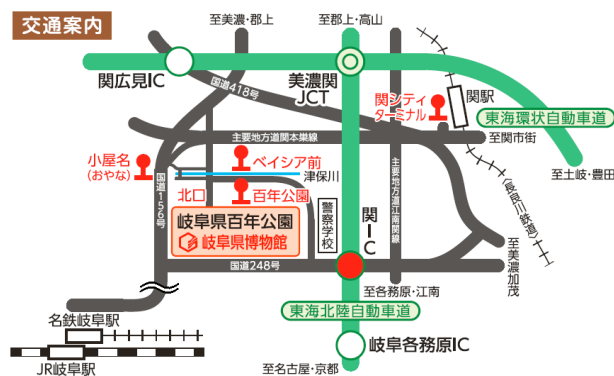 交通案内
至美濃・郡上
至郡上・高山
関広見IC
美濃関
JCT
国道418号
関シティ
ターミナル
関駅
東海環状自動車道
主要地方道関本巣線
至関市街
小屋名
(おやな)
ベイシア前
津保川
至土岐・豊田
北口
百年公園
国道156号
岐阜県百年公園
岐阜県博物館
警察学校
関IC
主要地方道江南関線
〈長良川鉄道〉
国道248号
至美濃加茂
至各務原・江南
東海北陸自動車道
名鉄岐阜駅
岐阜各務原IC
JR岐阜駅
至名古屋・京都